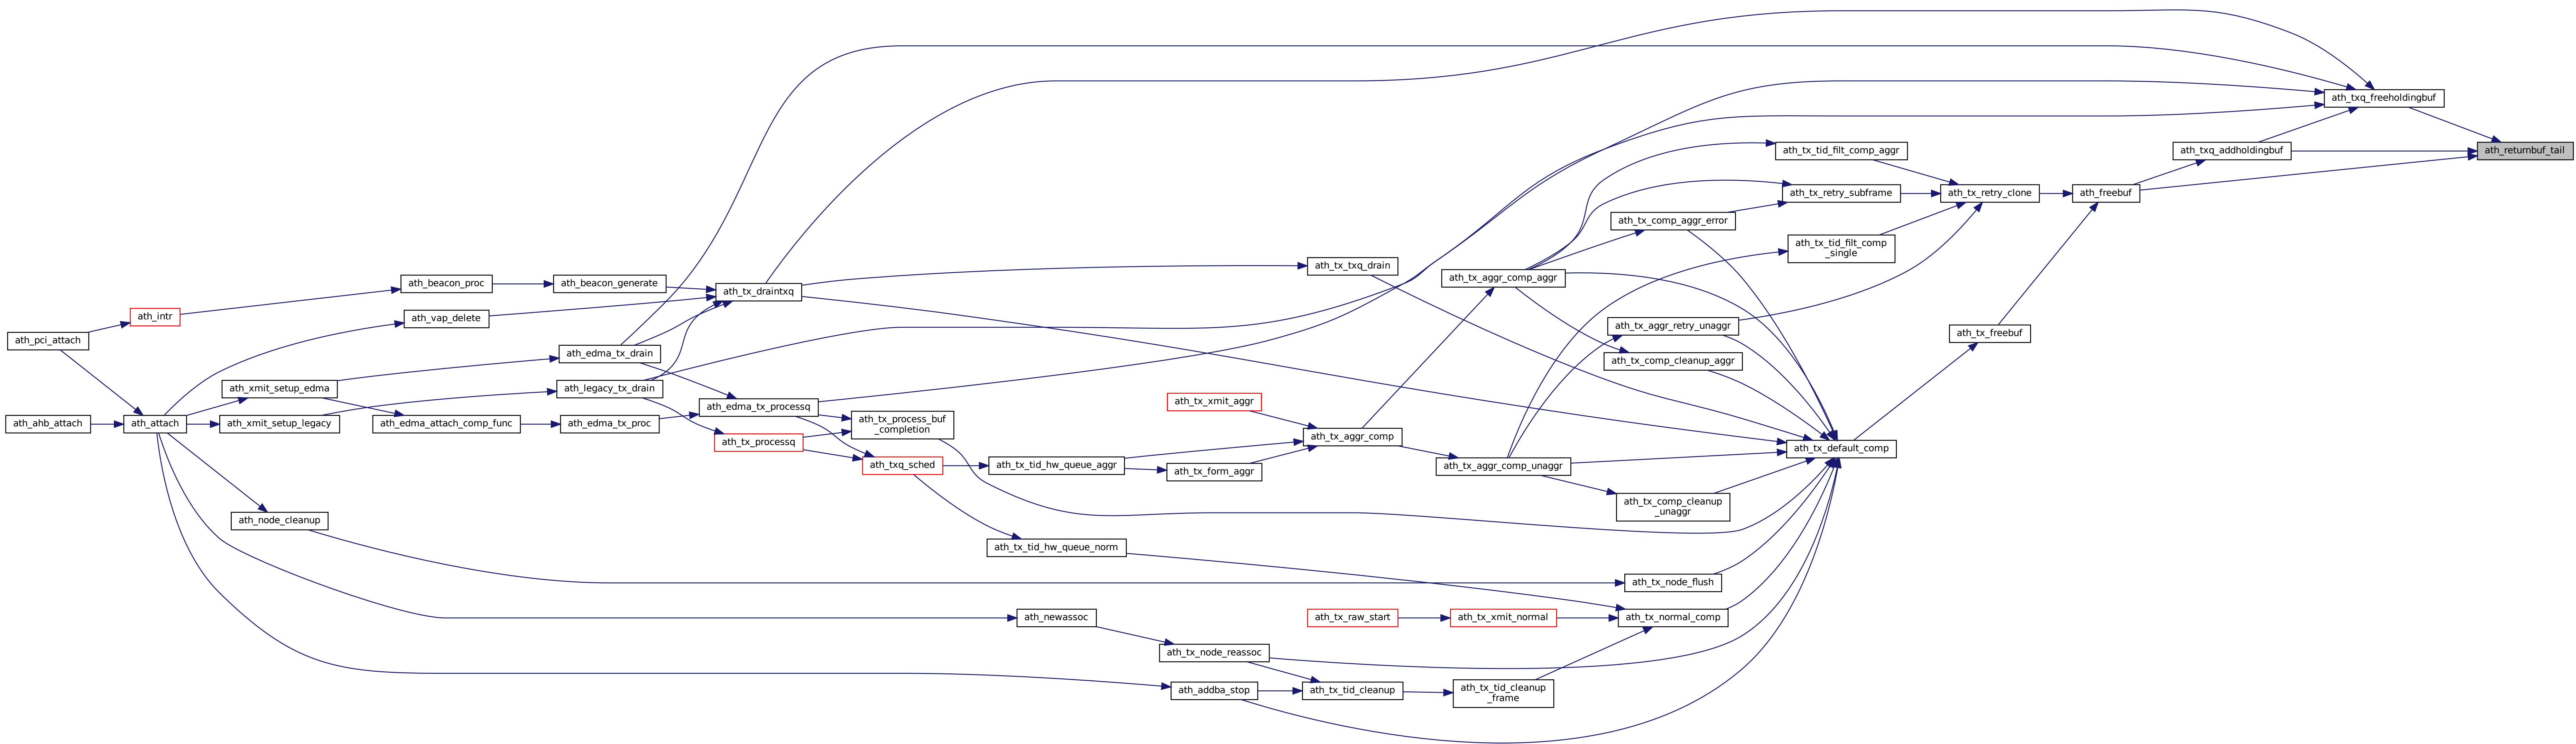 ath_txq_freeholdingbuf
ath_tx_tid_filt_comp_aggr
ath_txq_addholdingbuf
ath_returnbuf_tail
ath_tx_retry_subframe
ath_tx_retry_clone
ath_freebuf
ath_tx_comp_aggr_error
ath_tx_tid_filt_comp
_single
ath_tx_txq_drain
ath_tx_aggr_comp_aggr
ath_beacon_proc
ath_beacon_generate
ath_tx_draintxq
ath_intr
ath_vap_delete
ath_tx_aggr_retry_unaggr
ath_tx_freebuf
ath_pci_attach
ath_edma_tx_drain
ath_tx_comp_cleanup_aggr
ath_xmit_setup_edma
ath_legacy_tx_drain
ath_tx_xmit_aggr
ath_edma_tx_processq
ath_ahb_attach
ath_attach
ath_xmit_setup_legacy
ath_edma_attach_comp_func
ath_edma_tx_proc
ath_tx_process_buf
_completion
ath_tx_processq
ath_tx_aggr_comp
ath_tx_default_comp
ath_txq_sched
ath_tx_tid_hw_queue_aggr
ath_tx_form_aggr
ath_tx_aggr_comp_unaggr
ath_tx_comp_cleanup
_unaggr
ath_node_cleanup
ath_tx_tid_hw_queue_norm
ath_tx_node_flush
ath_newassoc
ath_tx_raw_start
ath_tx_xmit_normal
ath_tx_normal_comp
ath_tx_node_reassoc
ath_addba_stop
ath_tx_tid_cleanup
ath_tx_tid_cleanup
_frame